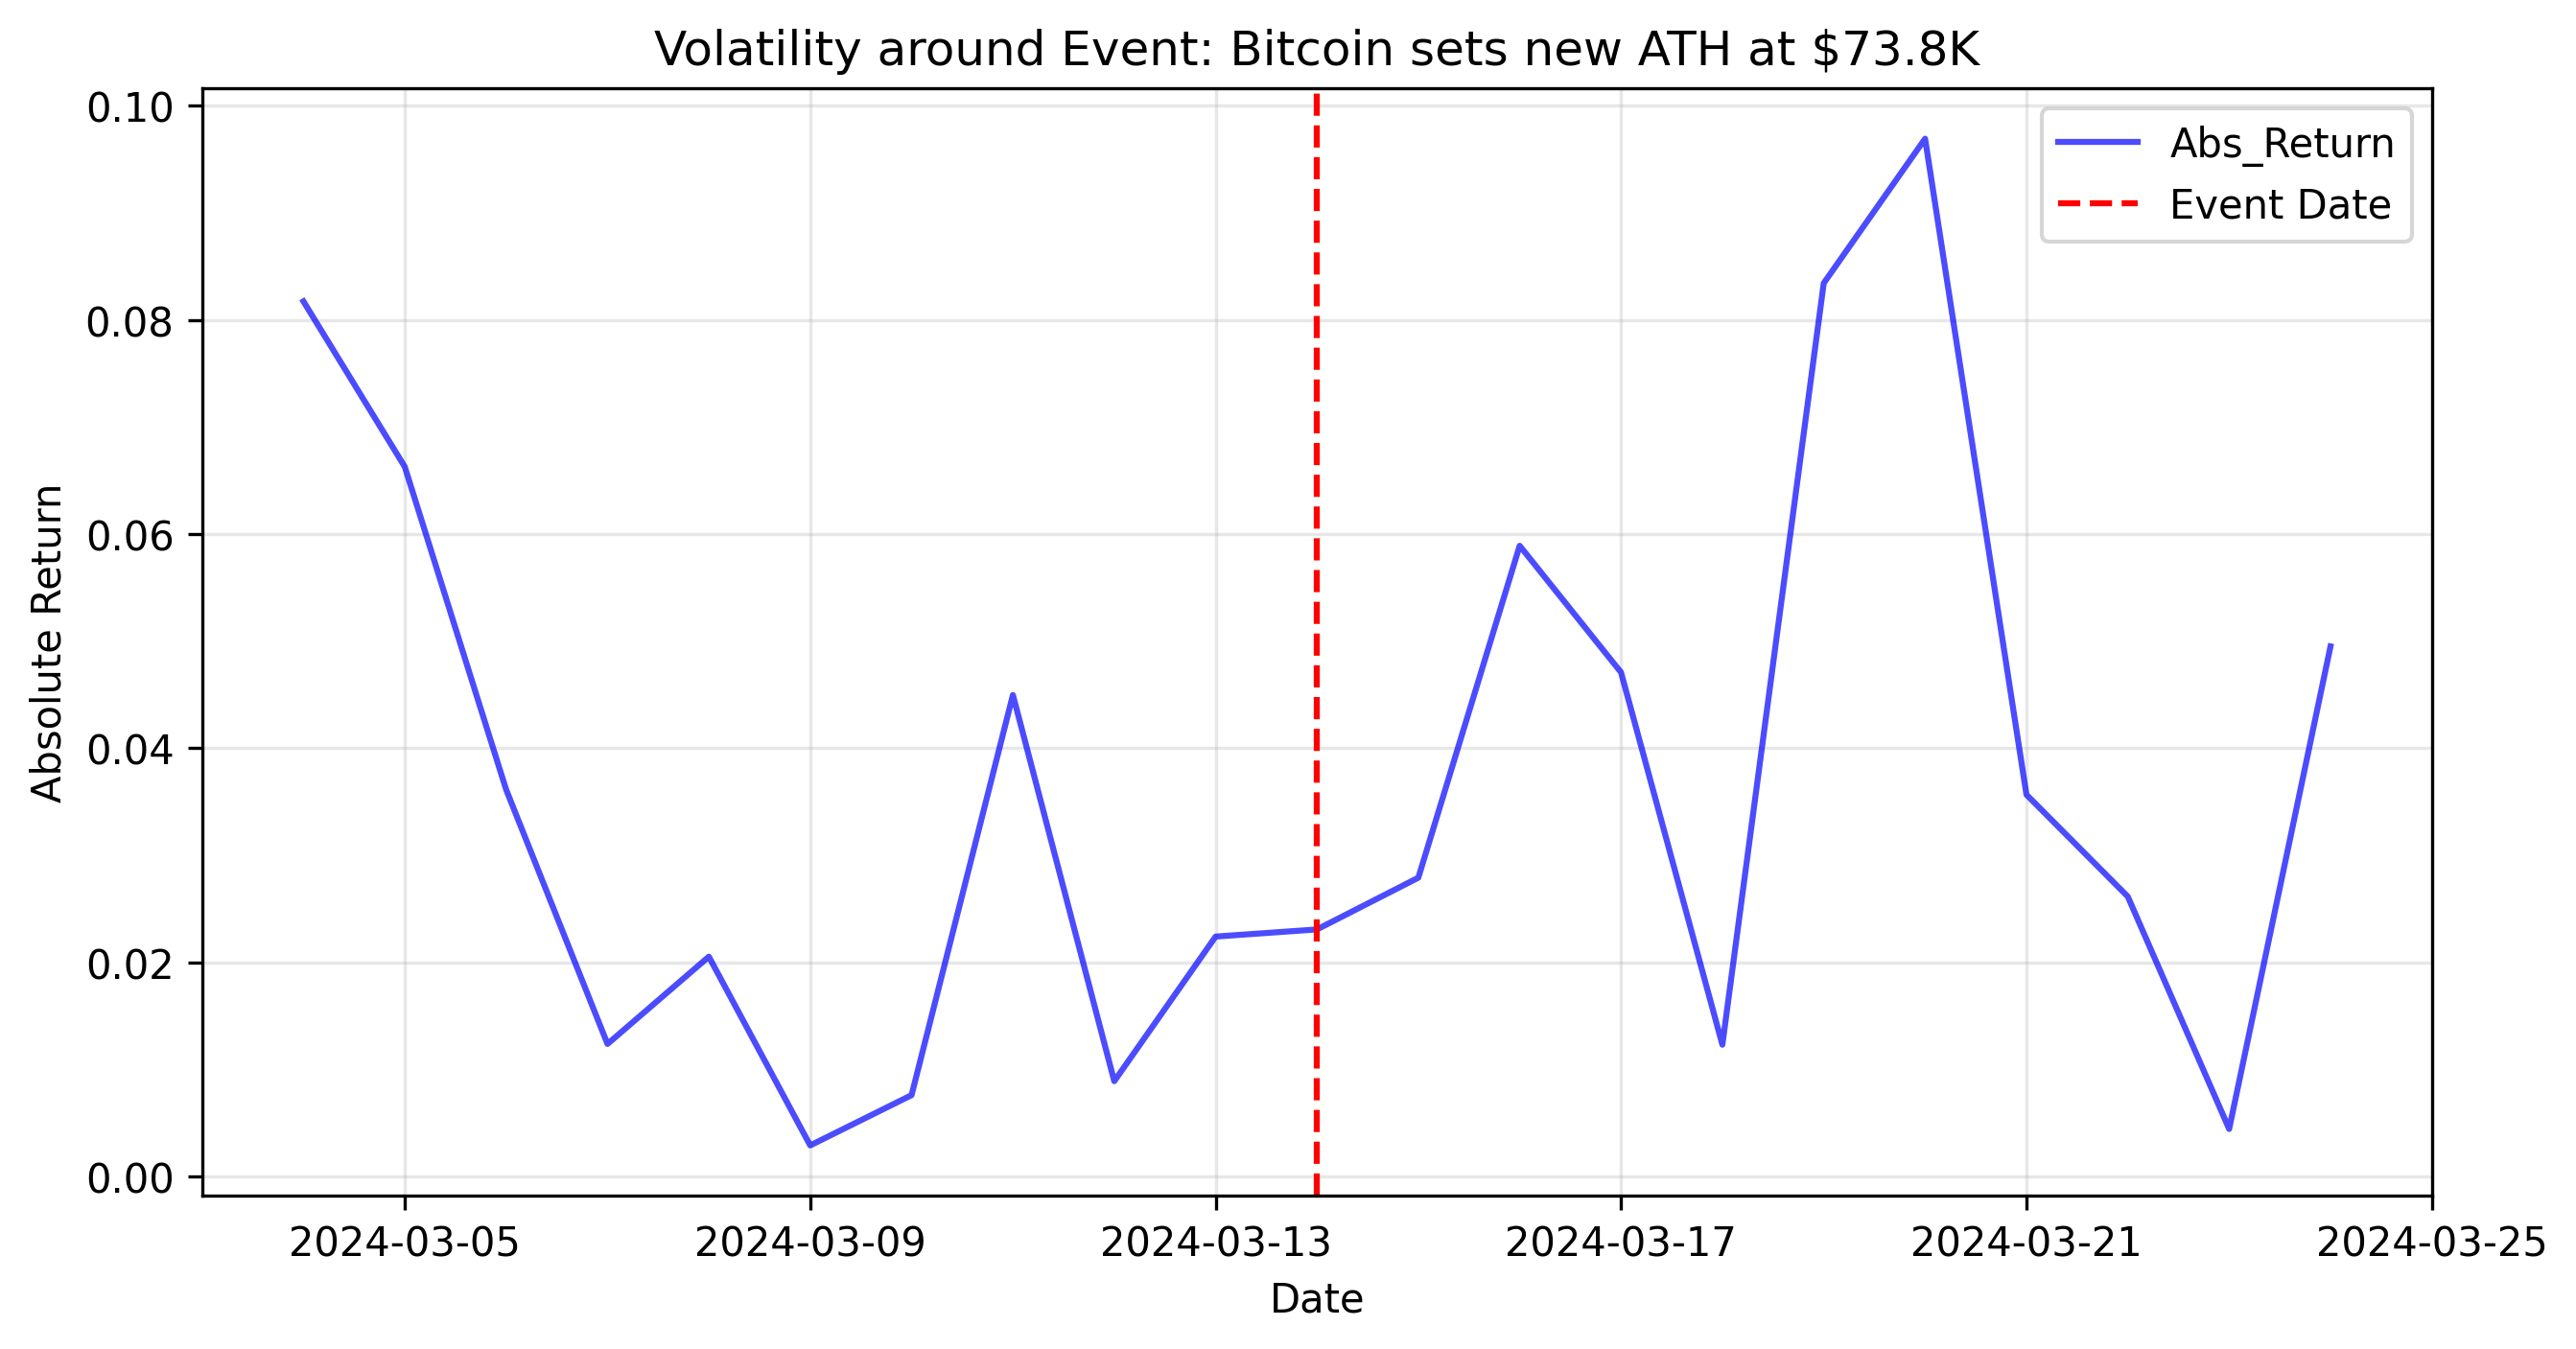 Volatility around Event: Bitcoin sets new ATH at $73.8K
0.10
0.08
0.06
0.04
0.02
0.00
Absolute Return
Abs_Return
Event Date
2024-03-05
2024-03-09
2024-03-13
2024-03-17
2024-03-21
2024-03-25
Date